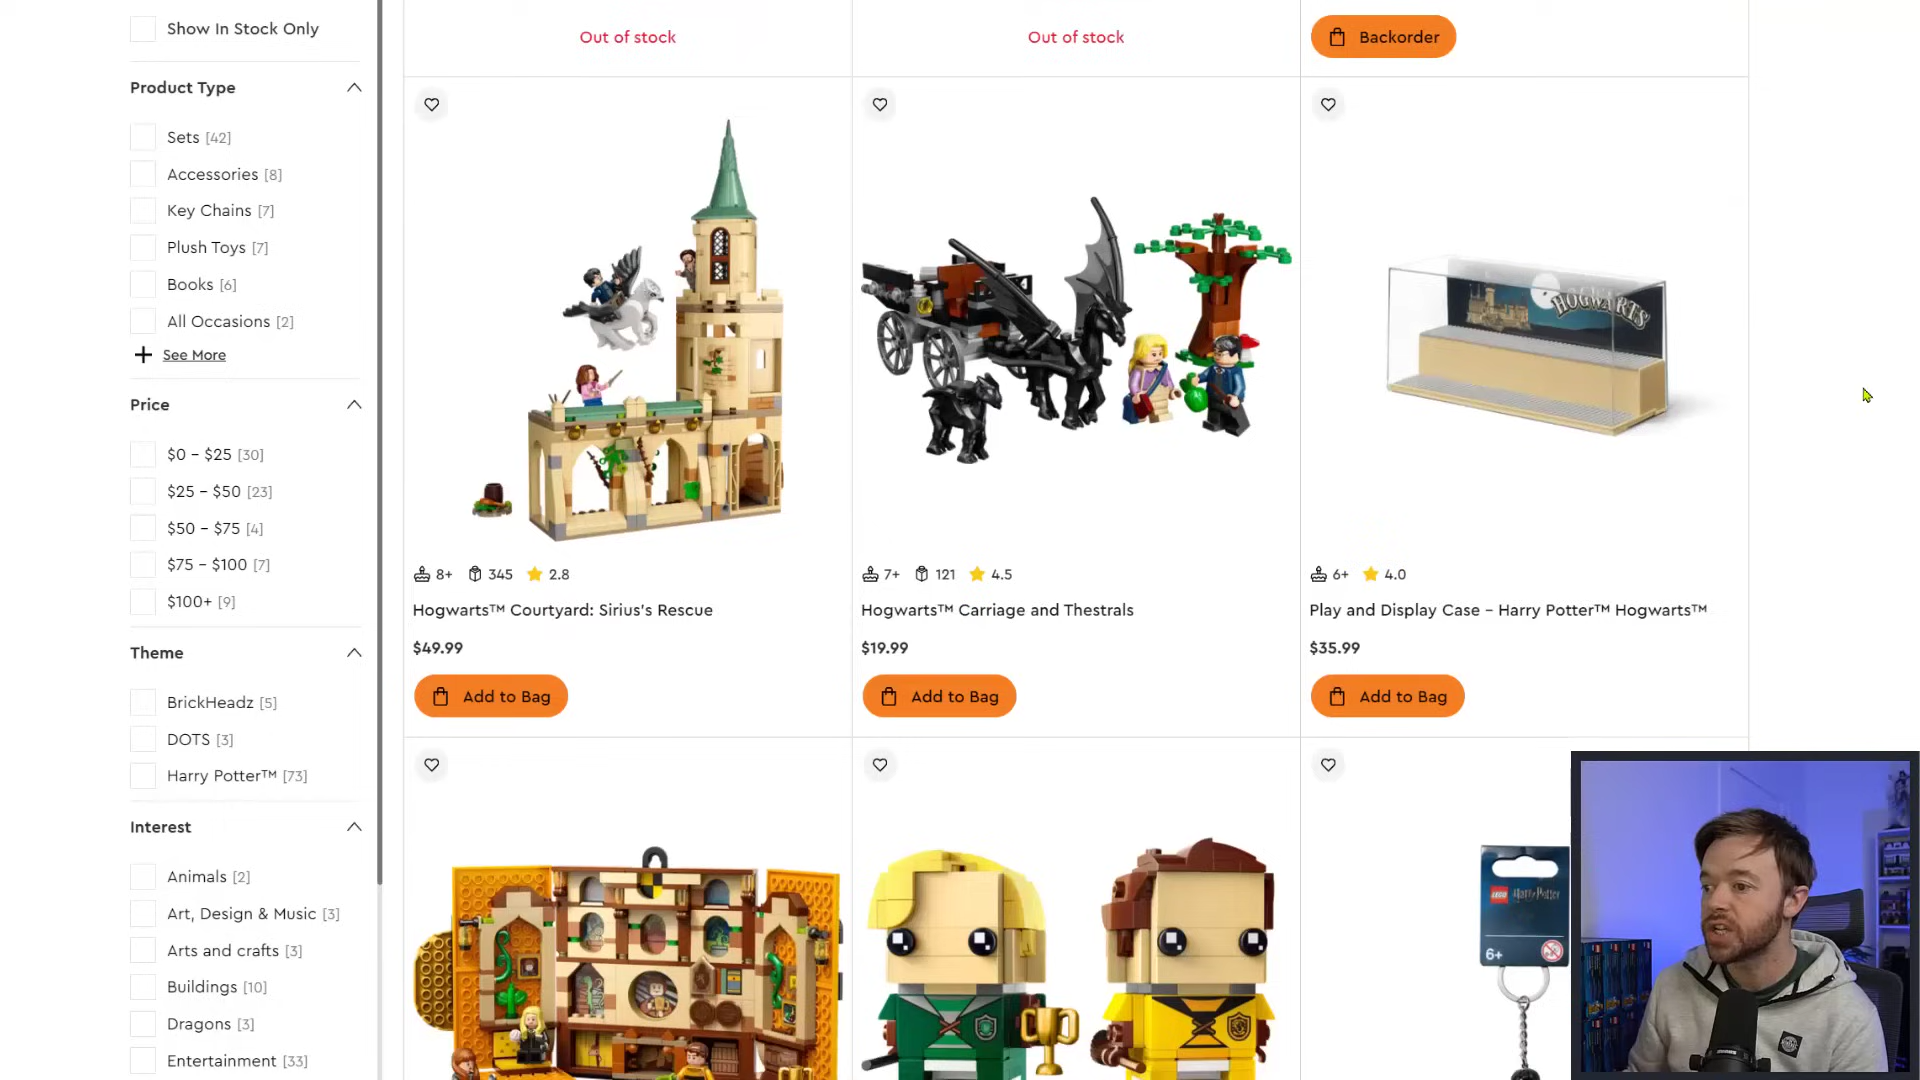 Show In Stock Only
Product Type
Sets [42]
Accessories [8]
Key Chains [7]
Plush Toys [7]
Books [6]
All Occasions [2]
See More
Price
$0 – $25 [30]
$25 – $50 [23]
$50 – $75 [4]
$75 – $100 [7]
$100+ [9]
Theme
BrickHeadz [5]
DOTS [3]
Harry Potter™ [73]
Interest
Animals [2]
Art, Design & Music [3]
Arts and crafts [3]
Buildings [10]
Dragons [3]
Entertainment [33]
Out of stock
Out of stock
Backorder
HOGWARTS
8+ 345 2.8
Hogwarts™ Courtyard: Sirius's Rescue
$49.99
Add to Bag
7+ 121 4.5
Hogwarts™ Carriage and Thestrals
$19.99
Add to Bag
6+ 4.0
Play and Display Case – Harry Potter™ Hogwarts™
$35.99
Add to Bag
LEGO
Harry Potter
6+